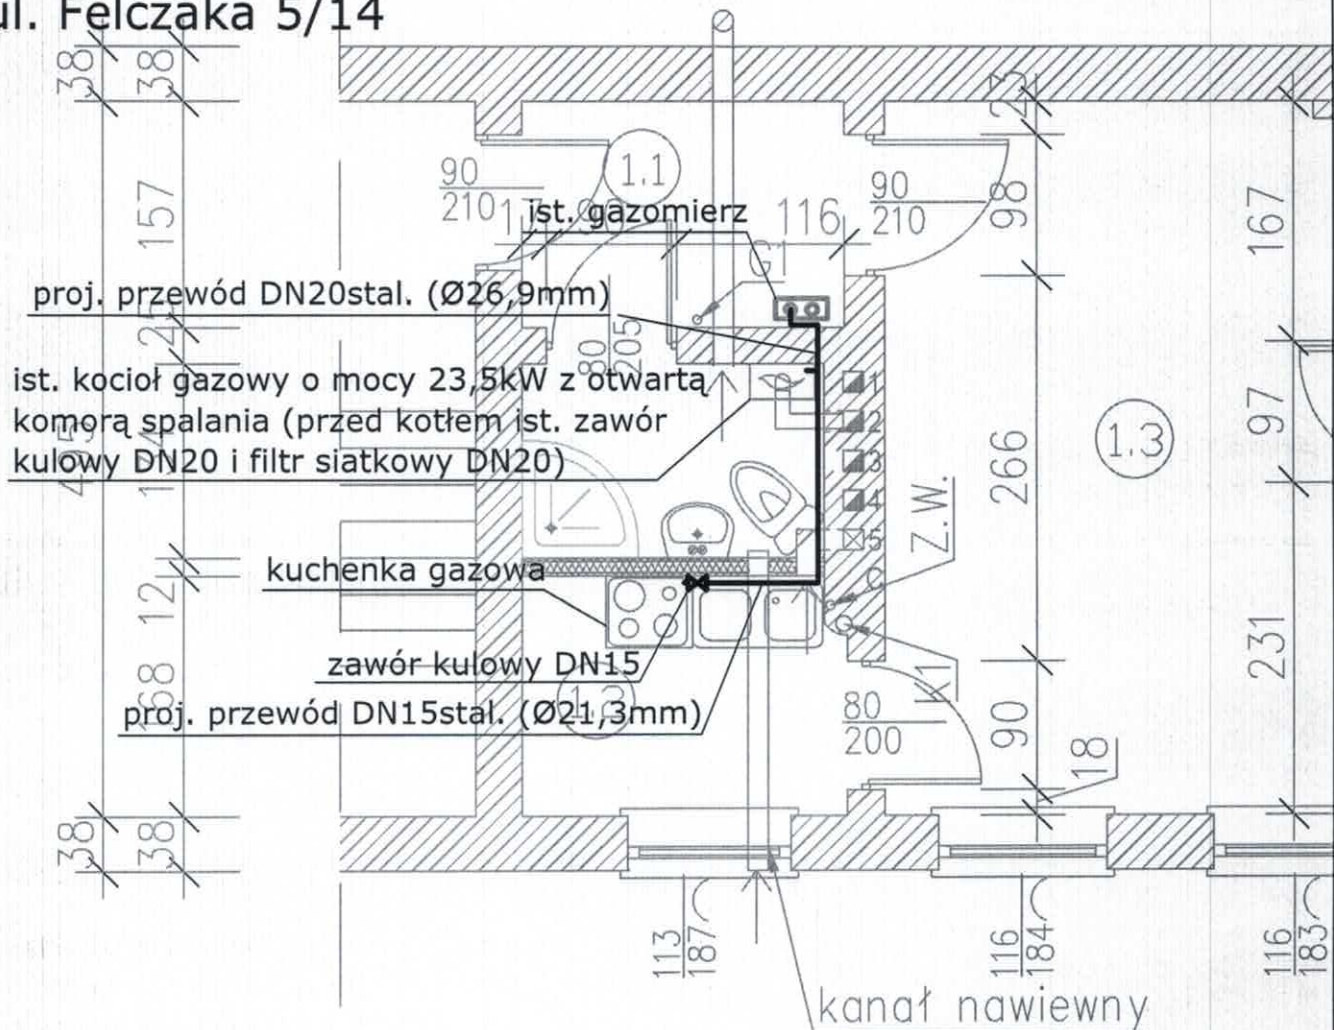 ul. Felczaka 5/14
38
38
23
90
210
1.1
90
210
98
157
167
ist. gazomierz
116
G1
proj. przewód DN20stal. (Ø26,9mm)
80
205
ist. kocioł gazowy o mocy 23,5kW z otwartą
komorą spalania (przed kotłem ist. zawór
kulowy DN20 i filtr siatkowy DN20)
1
2
3
4
5
266
1.3
97
Z.W.
kuchenka gazowa
12
zawór kulowy DN15
K1
proj. przewód DN15stal. (Ø21,3mm)
80
200
90
18
231
38
38
113
187
116
184
116
183
kanał nawiewny